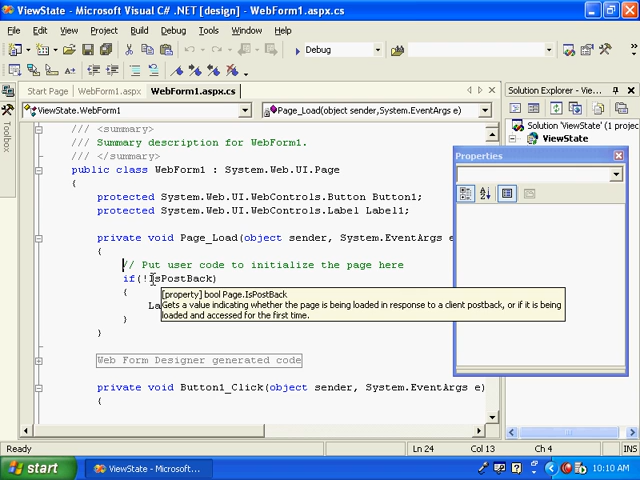 ViewState - Microsoft Visual C# .NET [design] - WebForm1.aspx.cs
File Edit View Project Build Debug Tools Window Help
Debug
Start Page WebForm1.aspx WebForm1.aspx.cs
Solution Explorer - View
ViewState.WebForm1 Page_Load(object sender,System.EventArgs e)
Solution 'ViewState' (1 projec
ViewState
Toolbox
Properties
/// <summary>
/// Summary description for WebForm1.
/// </summary>
public class WebForm1 : System.Web.UI.Page
{
protected System.Web.UI.WebControls.Button Button1;
protected System.Web.UI.WebControls.Label Label1;
private void Page_Load(object sender, System.EventArgs e
{
// Put user code to initialize the page here
if(!IsPostBack)
{
La
[property] bool Page.IsPostBack
Gets a value indicating whether the page is being loaded in response to a client postback, or if it is being
loaded and accessed for the first time.
}
}
Web Form Designer generated code
private void Button1_Click(object sender, System.EventArgs e)
{
Ready Ln 24 Col 13 Ch 4 INS
start ViewState - Microsoft... 10:10 AM